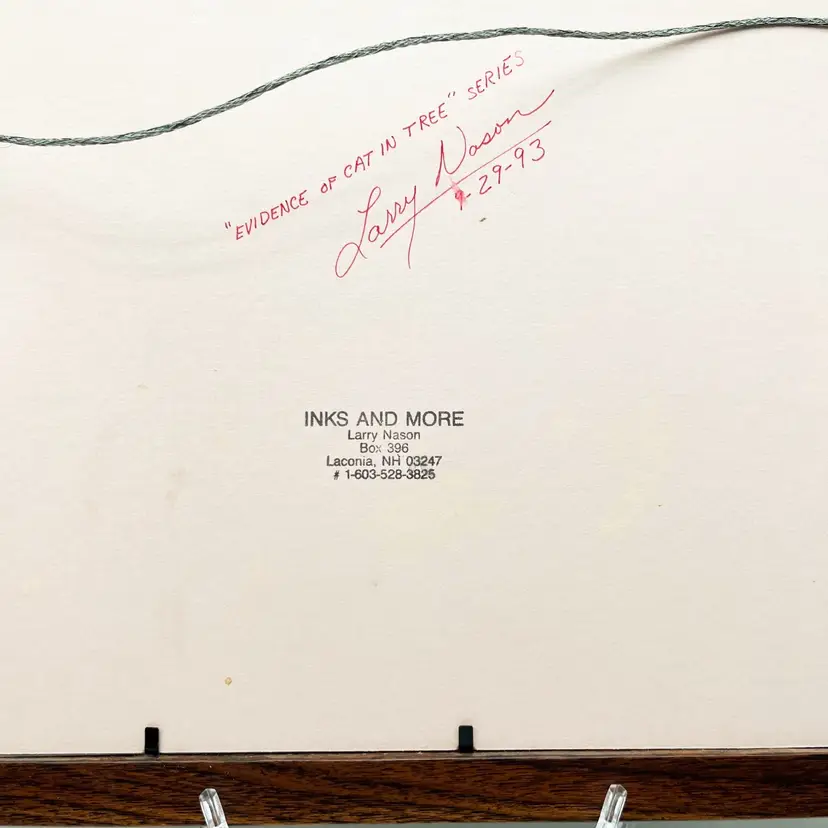 "EVIDENCE OF CAT IN TREE" SERIES
Larry Nason
9-29-93
INKS AND MORE
Larry Nason
Box 396
Laconia, NH 03247
# 1-603-528-3825